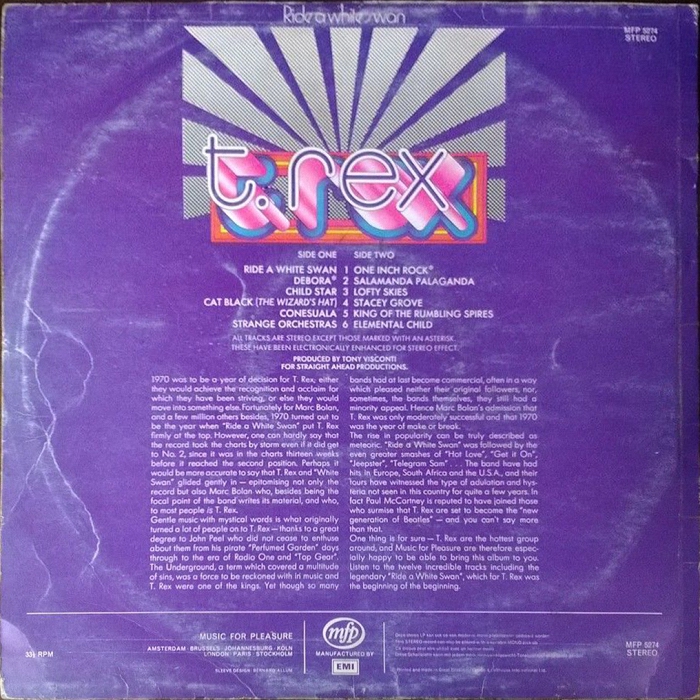 Ride a white swan
MFP 5274
STEREO
t. rex
SIDE ONE SIDE TWO
RIDE A WHITE SWAN 1 ONE INCH ROCK*
DEBORA* 2 SALAMANDA PALAGANDA
CHILD STAR 3 LOFTY SKIES
CAT BLACK (THE WIZARD'S HAT) 4 STACEY GROVE
CONESUALA 5 KING OF THE RUMBLING SPIRES
STRANGE ORCHESTRAS 6 ELEMENTAL CHILD
ALL TRACKS ARE STEREO EXCEPT THOSE MARKED WITH AN ASTERISK.
THESE HAVE BEEN ELECTRONICALLY ENHANCED FOR STEREO EFFECT.
PRODUCED BY TONY VISCONTI
FOR STRAIGHT AHEAD PRODUCTIONS.
1970 was to be a year of decision for T. Rex, either
they would achieve the recognition and acclaim for
which they have been striving, or else they would
move into something else. Fortunately for Marc Bolan,
and a few million others besides, 1970 turned out to
be the year when "Ride a White Swan" put T. Rex
firmly at the top. However, one can hardly say that
the record took the charts by storm even if it did get
to No. 2, since it was in the charts thirteen weeks
before it reached the second position. Perhaps it
would be more accurate to say that T. Rex and "White
Swan" glided gently in — epitomising not only the
record but also Marc Bolan who, besides being the
focal point of the band writes its material, and who,
to most people is T. Rex.
Gentle music with mystical words is what originally
turned a lot of people on to T. Rex — thanks to a great
degree to John Peel who did not cease to enthuse
about them from his pirate "Perfumed Garden" days
through to the era of Radio One and "Top Gear".
The Underground, a term which covered a multitude
of sins, was a force to be reckoned with in music and
T. Rex were one of the kings. Yet though so many
bands had at last become commercial, often in a way
which pleased neither their original followers, nor,
sometimes, the bands themselves, they still had a
minority appeal. Hence Marc Bolan's admission that
T. Rex was only moderately successful and that 1970
was the year of make or break.
The rise in popularity can be truly described as
meteoric. "Ride a White Swan" was followed by the
even greater smashes of "Hot Love", "Get it On",
"Jeepster", "Telegram Sam" . . . The band have had
hits in Europe, South Africa and the U.S.A., and their
tours have witnessed the type of adulation and hys-
teria not seen in this country for quite a few years. In
fact Paul McCartney is reputed to have joined those
who surmise that T. Rex are set to become the "new
generation of Beatles" — and you can't say more
than that.
One thing is for sure — T. Rex are the hottest group
around, and Music for Pleasure are therefore espec-
ially happy to be able to bring this album to you.
Listen to the twelve incredible tracks including the
legendary "Ride a White Swan", which for T. Rex was
the beginning of the beginning.
33⅓ RPM
MUSIC FOR PLEASURE
AMSTERDAM · BRUSSELS · JOHANNESBURG · KÖLN
LONDON · PARIS · STOCKHOLM
SLEEVE DESIGN: BERNARD ALLUM
mfp
MANUFACTURED BY
EMI
MFP 5274
STEREO